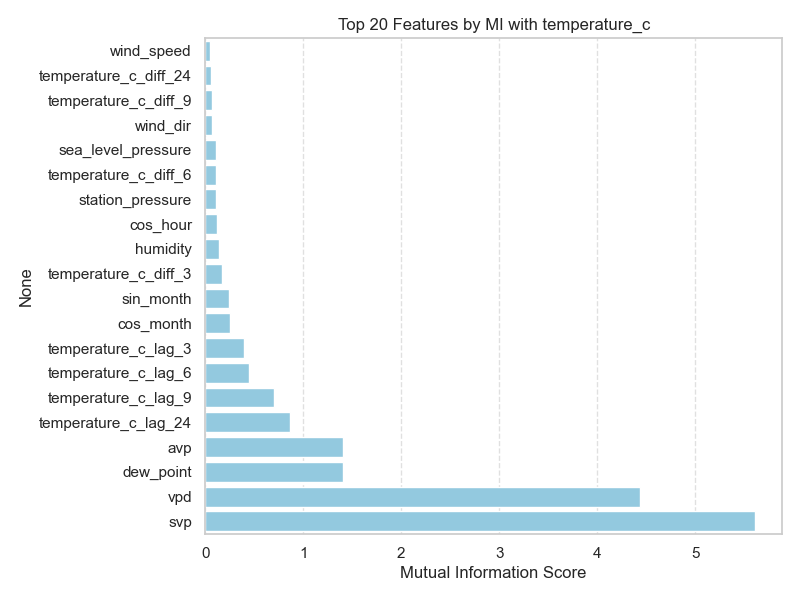 Top 20 Features by MI with temperature_c
wind_speed
temperature_c_diff_24
temperature_c_diff_9
wind_dir
sea_level_pressure
temperature_c_diff_6
station_pressure
cos_hour
humidity
temperature_c_diff_3
sin_month
cos_month
temperature_c_lag_3
temperature_c_lag_6
temperature_c_lag_9
temperature_c_lag_24
avp
dew_point
vpd
svp
None
0 1 2 3 4 5
Mutual Information Score